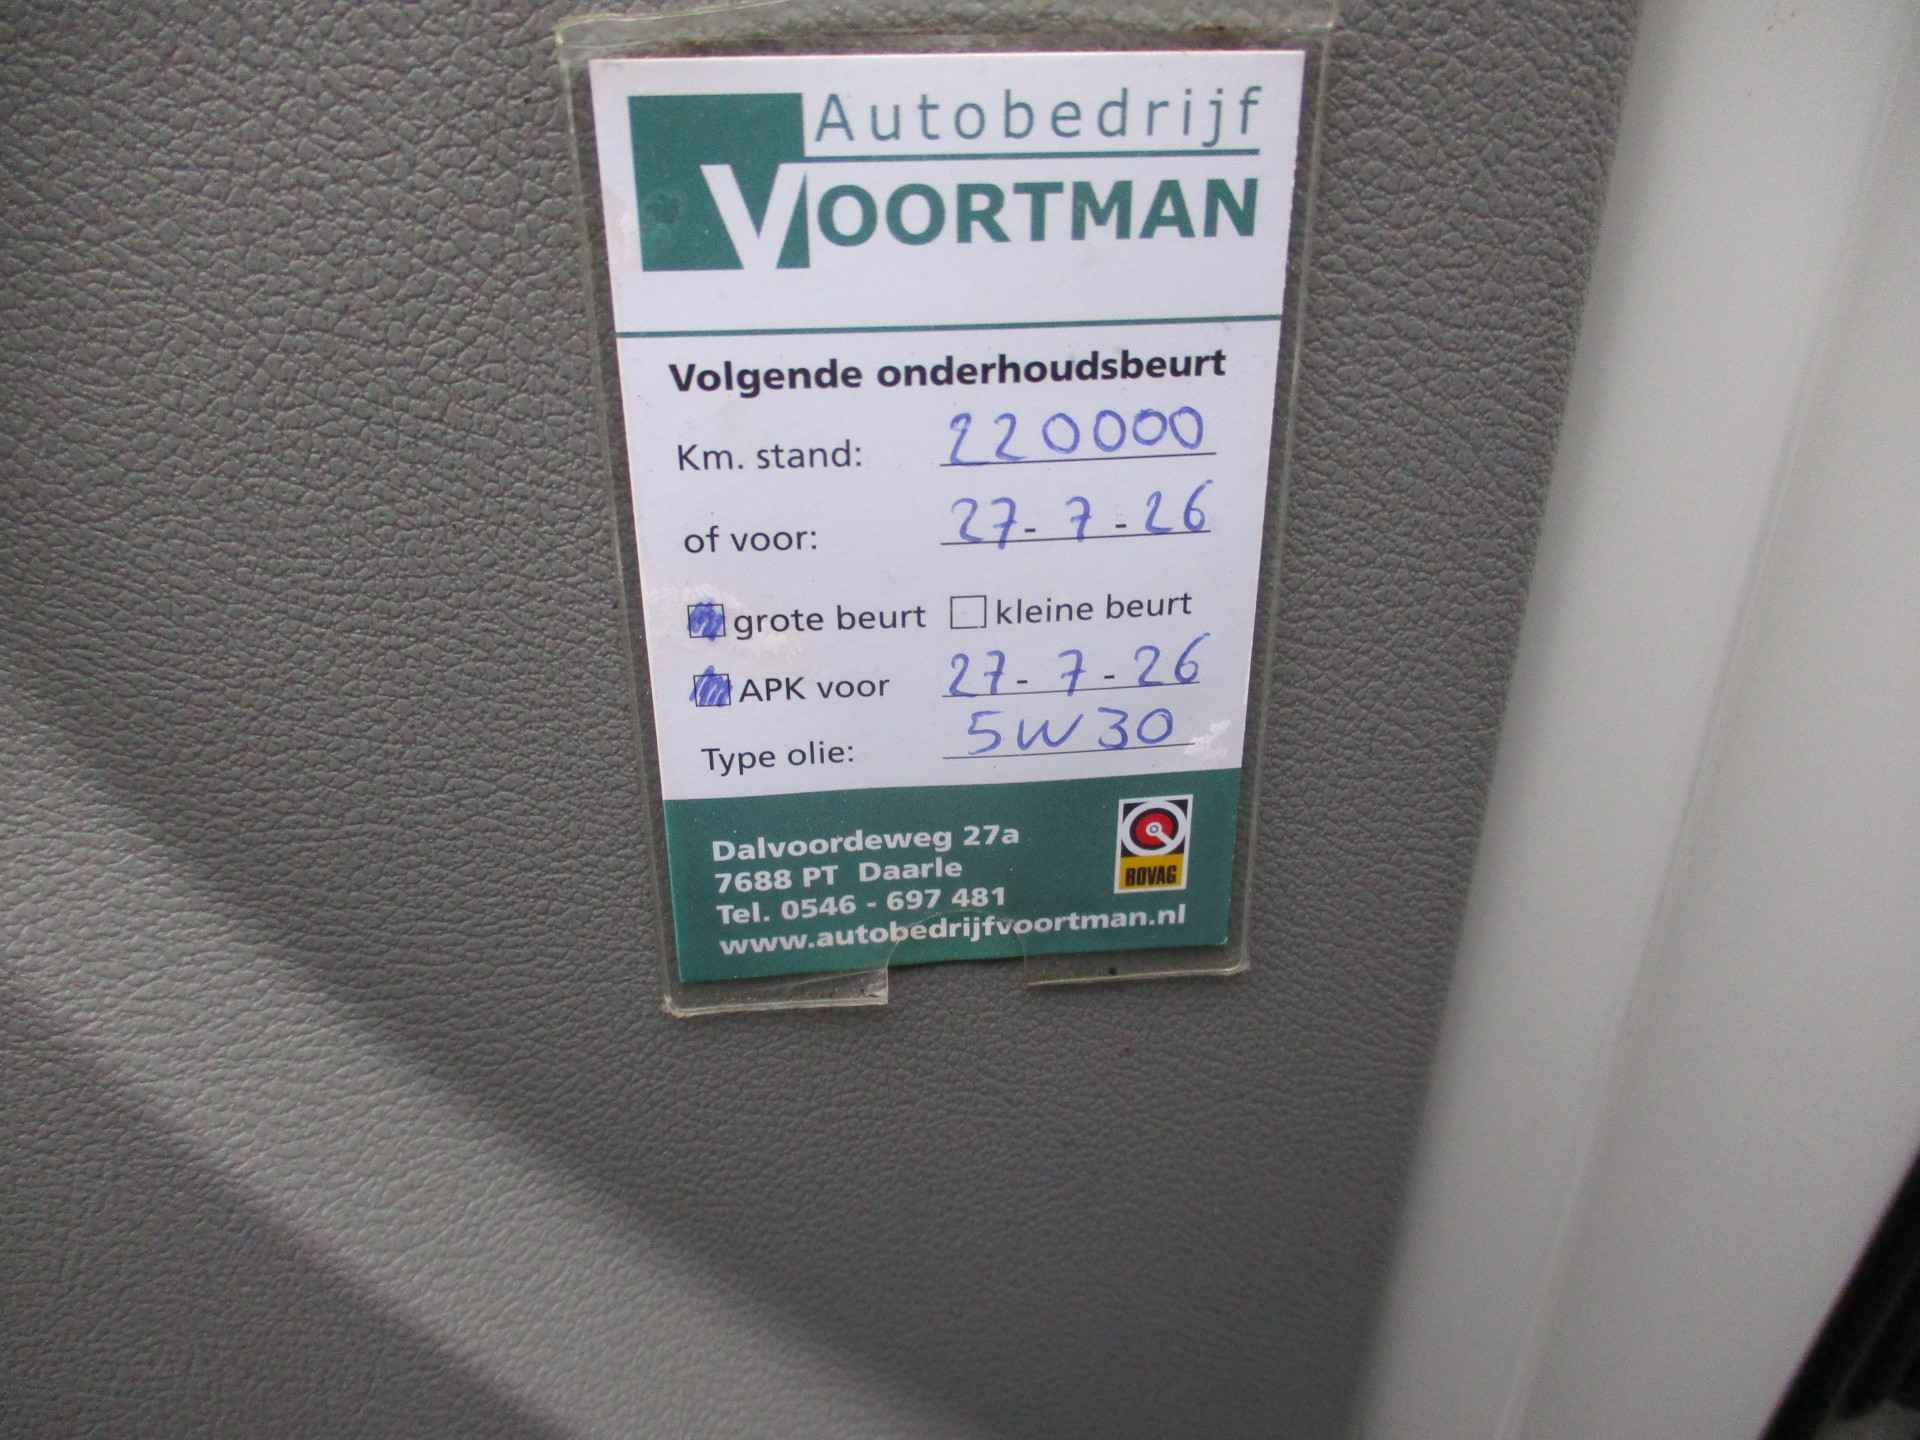 Autobedrijf
VOORTMAN
Volgende onderhoudsbeurt
Km. stand: 220000
of voor: 27-7-26
grote beurt kleine beurt
APK voor 27-7-26
Type olie: 5W30
Dalvoordeweg 27a
7688 PT Daarle
Tel. 0546 - 697 481
www.autobedrijfvoortman.nl
BOVAG